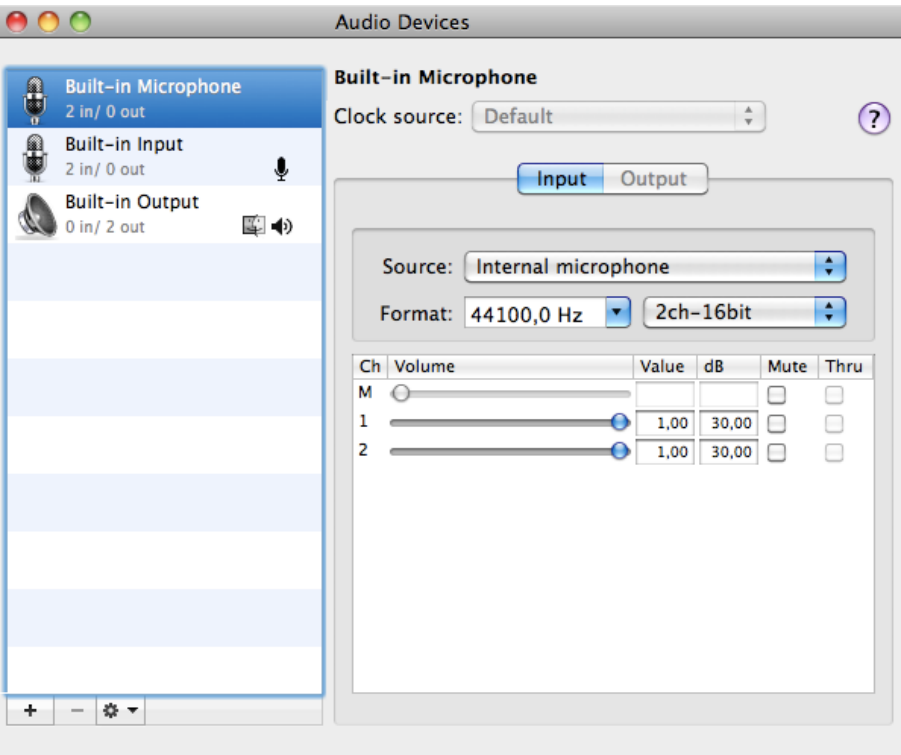 Audio Devices
Built-in Microphone
2 in/ 0 out
Built-in Input
2 in/ 0 out
Built-in Output
0 in/ 2 out
+ −
Built-in Microphone
Clock source: Default
?
Input Output
Source: Internal microphone
Format: 44100,0 Hz 2ch-16bit
Ch Volume Value dB Mute Thru
M
1 1,00 30,00
2 1,00 30,00